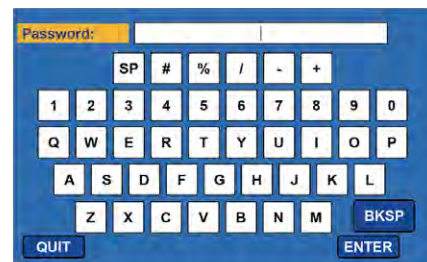 Password:
SP # % / - +
1 2 3 4 5 6 7 8 9 0
Q W E R T Y U I O P
A S D F G H J K L
Z X C V B N M BKSP
QUIT ENTER